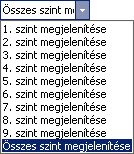 Összes szint m
1. szint megjelenítése
2. szint megjelenítése
3. szint megjelenítése
4. szint megjelenítése
5. szint megjelenítése
6. szint megjelenítése
7. szint megjelenítése
8. szint megjelenítése
9. szint megjelenítése
Összes szint megjelenítése